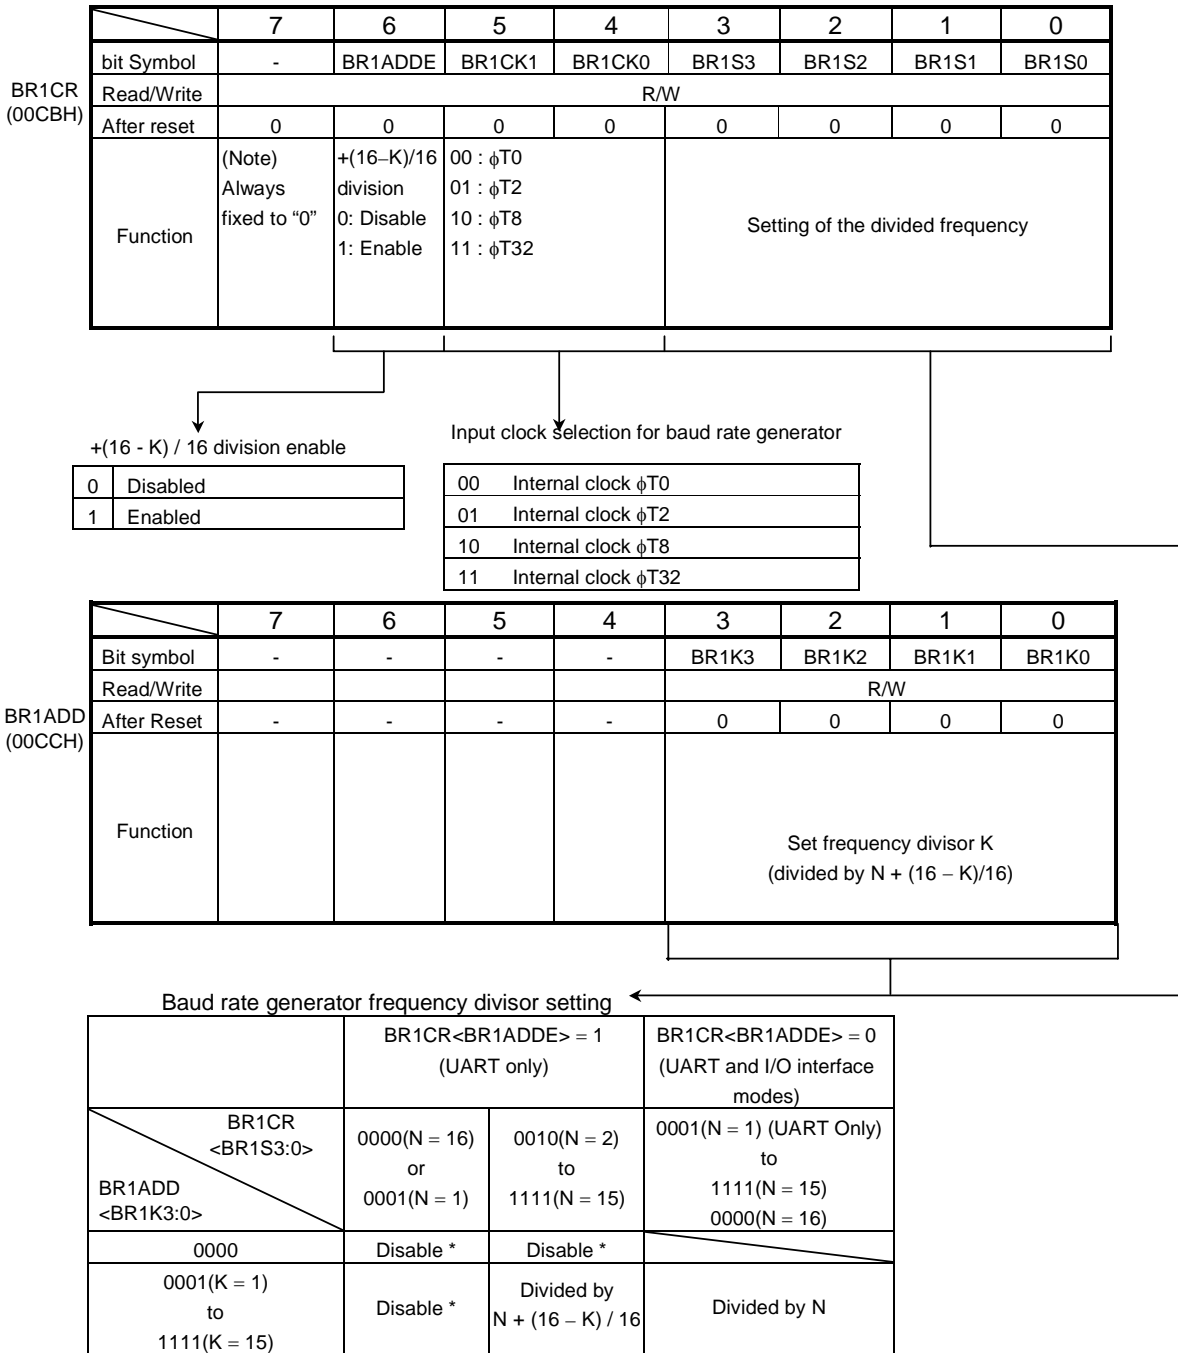 7 6 5 4 3 2 1 0
bit Symbol - BR1ADDE BR1CK1 BR1CK0 BR1S3 BR1S2 BR1S1 BR1S0
BR1CR
(00CBH)
Read/Write R/W
After reset 0 0 0 0 0 0 0 0
Function
(Note)
Always
fixed to “0”
+(16–K)/16
division
0: Disable
1: Enable
00 : ϕT0
01 : ϕT2
10 : ϕT8
11 : ϕT32
Setting of the divided frequency
+(16 - K) / 16 division enable
0 Disabled
1 Enabled
Input clock selection for baud rate generator
00 Internal clock ϕT0
01 Internal clock ϕT2
10 Internal clock ϕT8
11 Internal clock ϕT32
7 6 5 4 3 2 1 0
Bit symbol - - - - BR1K3 BR1K2 BR1K1 BR1K0
Read/Write R/W
BR1ADD
(00CCH)
After Reset - - - - 0 0 0 0
Function
Set frequency divisor K
(divided by N + (16 – K)/16)
Baud rate generator frequency divisor setting
BR1CR<BR1ADDE> = 1
(UART only)
BR1CR<BR1ADDE> = 0
(UART and I/O interface
modes)
BR1CR
<BR1S3:0>
BR1ADD
<BR1K3:0>
0000(N = 16)
or
0001(N = 1)
0010(N = 2)
to
1111(N = 15)
0001(N = 1) (UART Only)
to
1111(N = 15)
0000(N = 16)
0000 Disable * Disable *
0001(K = 1)
to
1111(K = 15)
Disable *
Divided by
N + (16 – K) / 16
Divided by N